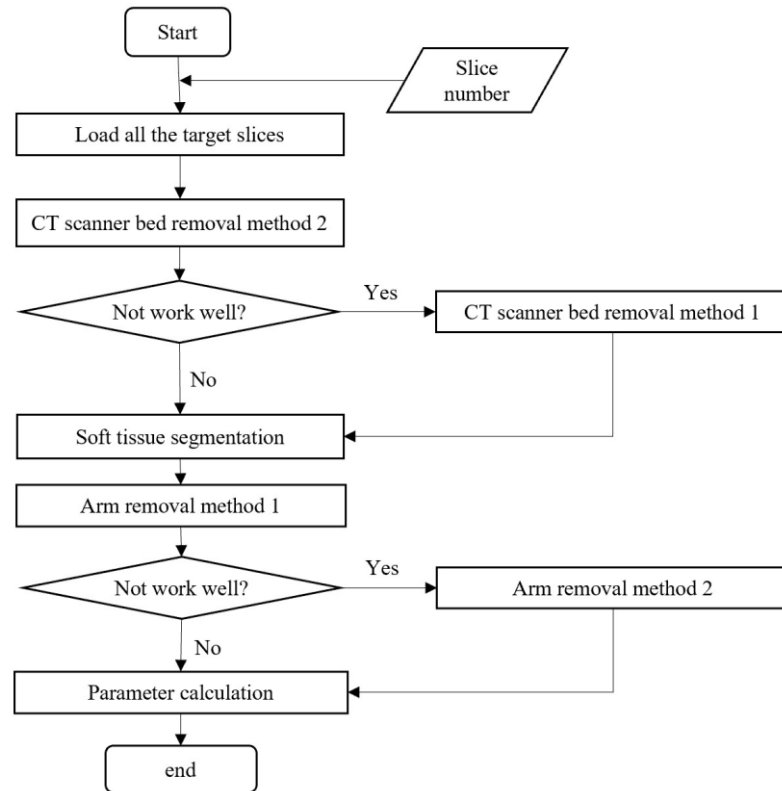 Start
Slice
number
Load all the target slices
CT scanner bed removal method 2
Not work well?
Yes
CT scanner bed removal method 1
No
Soft tissue segmentation
Arm removal method 1
Not work well?
Yes
Arm removal method 2
No
Parameter calculation
end